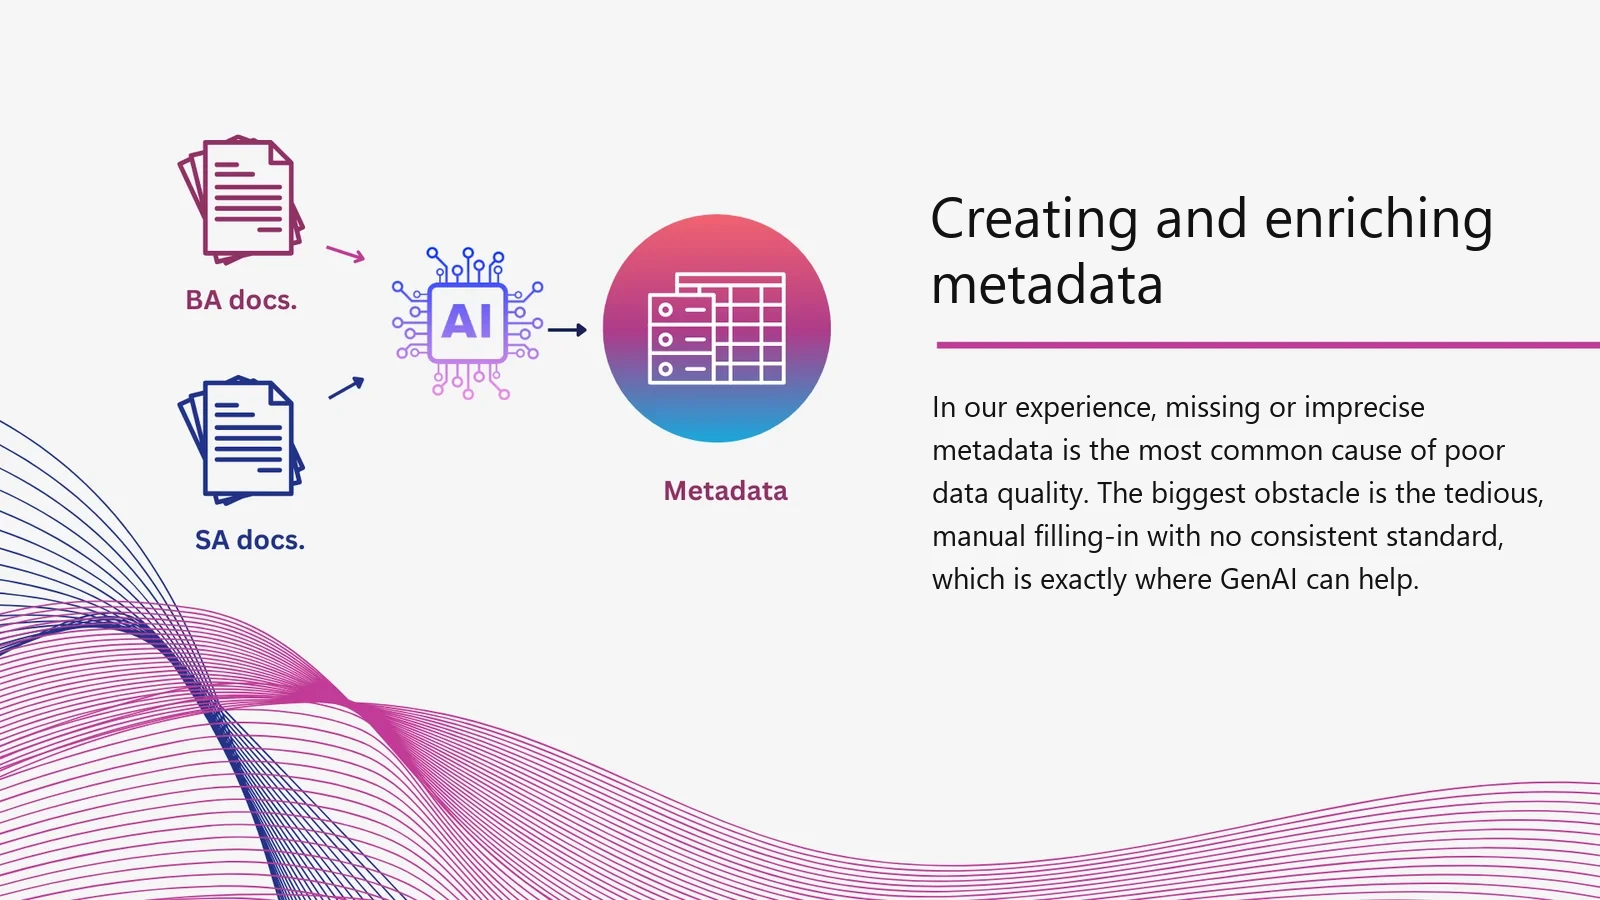 BA docs.
SA docs.
AI
Metadata
Creating and enriching
metadata
In our experience, missing or imprecise
metadata is the most common cause of poor
data quality. The biggest obstacle is the tedious,
manual filling-in with no consistent standard,
which is exactly where GenAI can help.